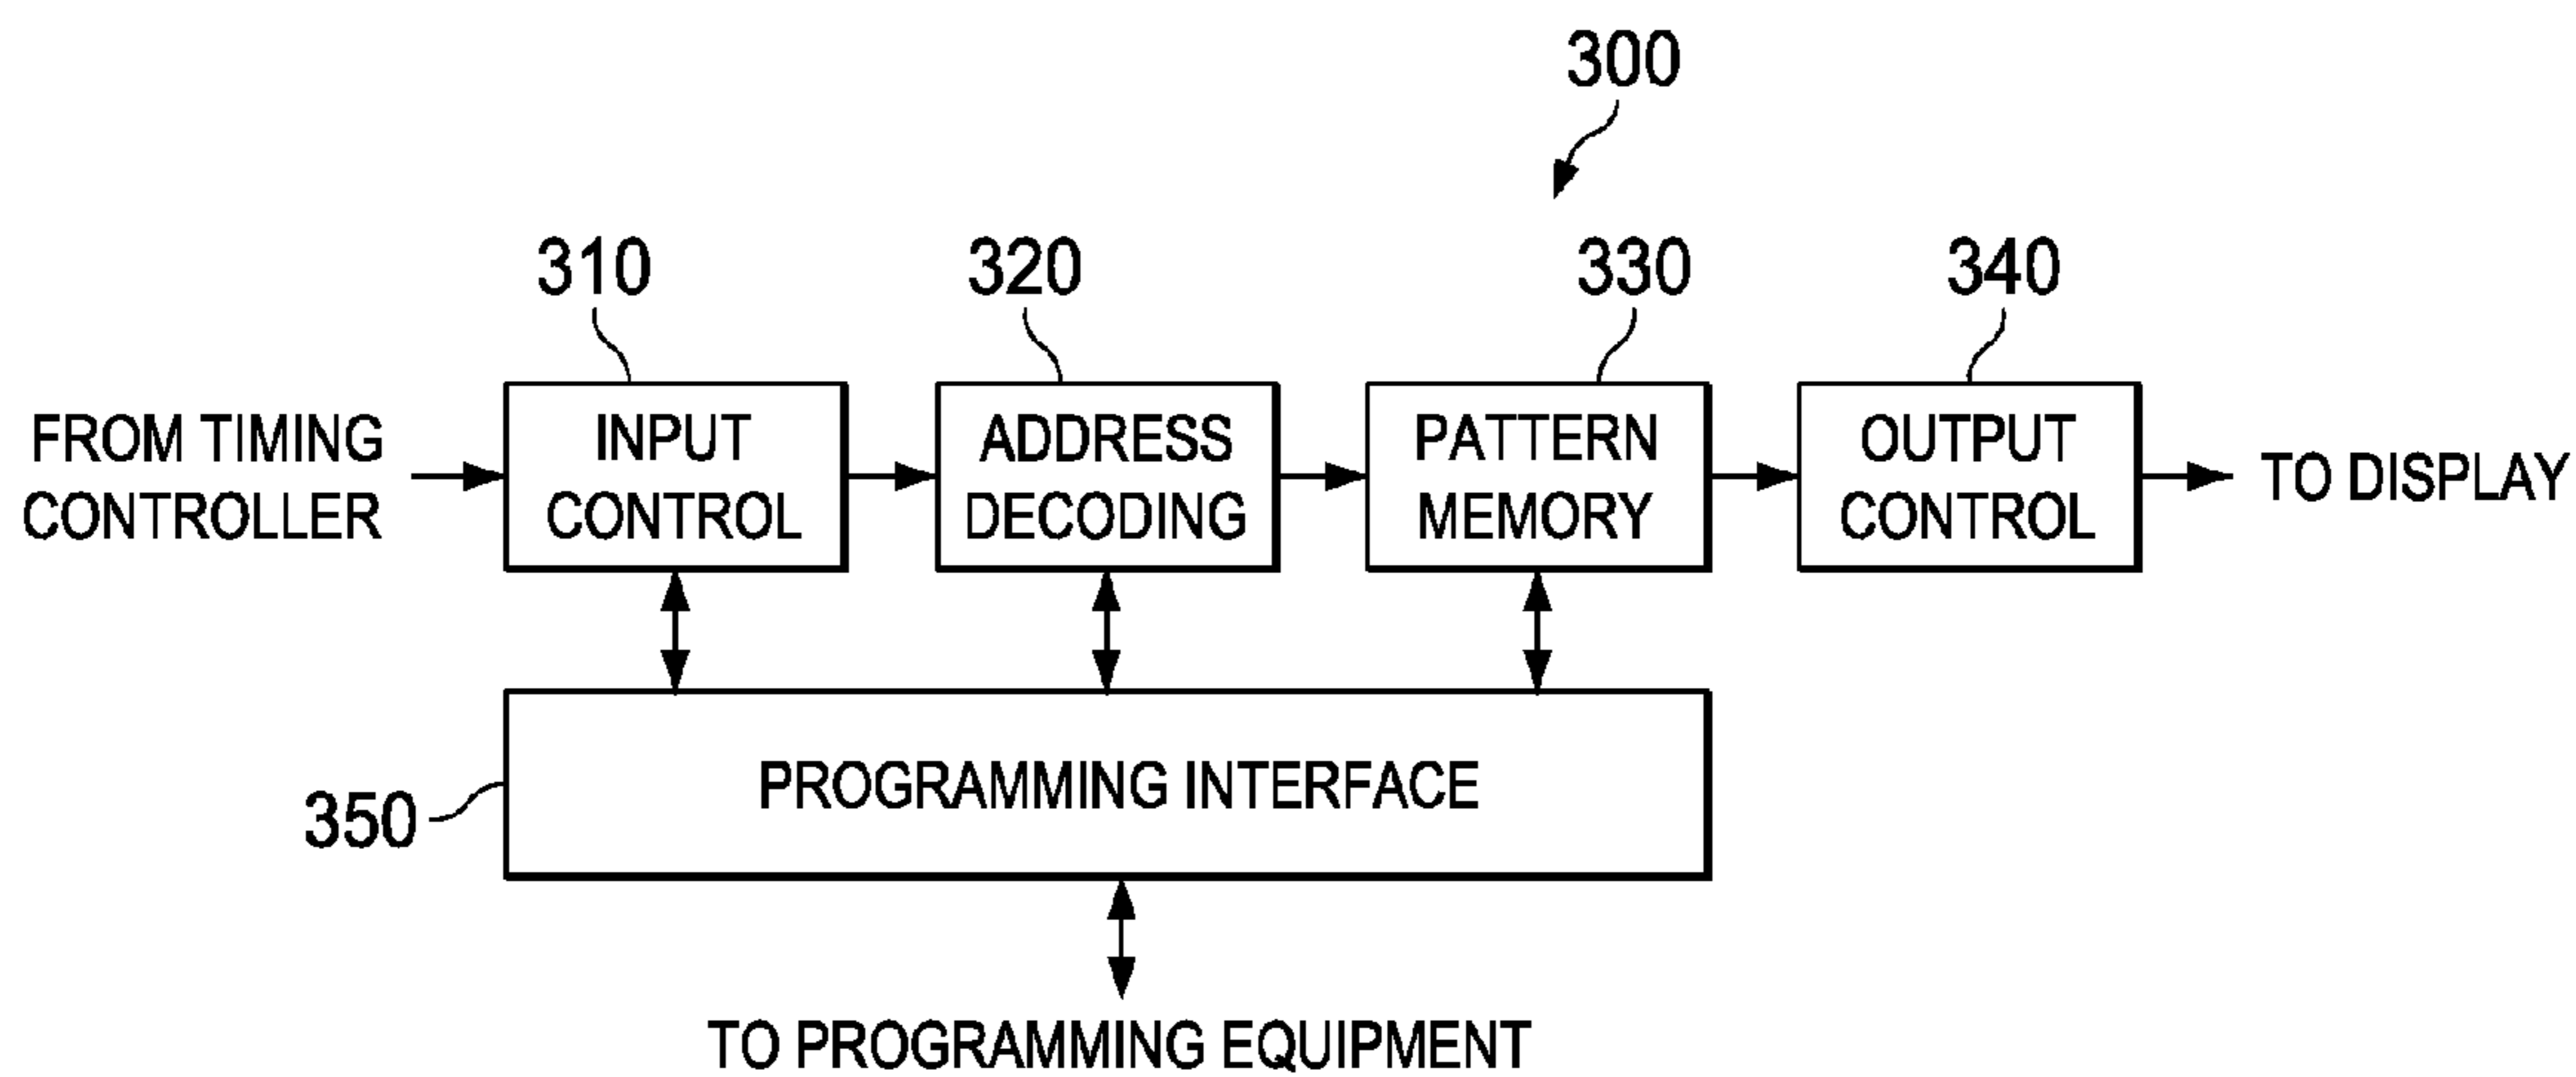 300
310
320
330
340
FROM TIMING
CONTROLLER
INPUT
CONTROL
ADDRESS
DECODING
PATTERN
MEMORY
OUTPUT
CONTROL
TO DISPLAY
PROGRAMMING INTERFACE
350
TO PROGRAMMING EQUIPMENT